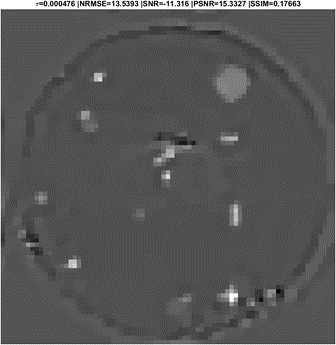 τ=0.000476 |NRMSE=13.5393 |SNR=-11.316 |PSNR=15.3327 |SSIM=0.17663